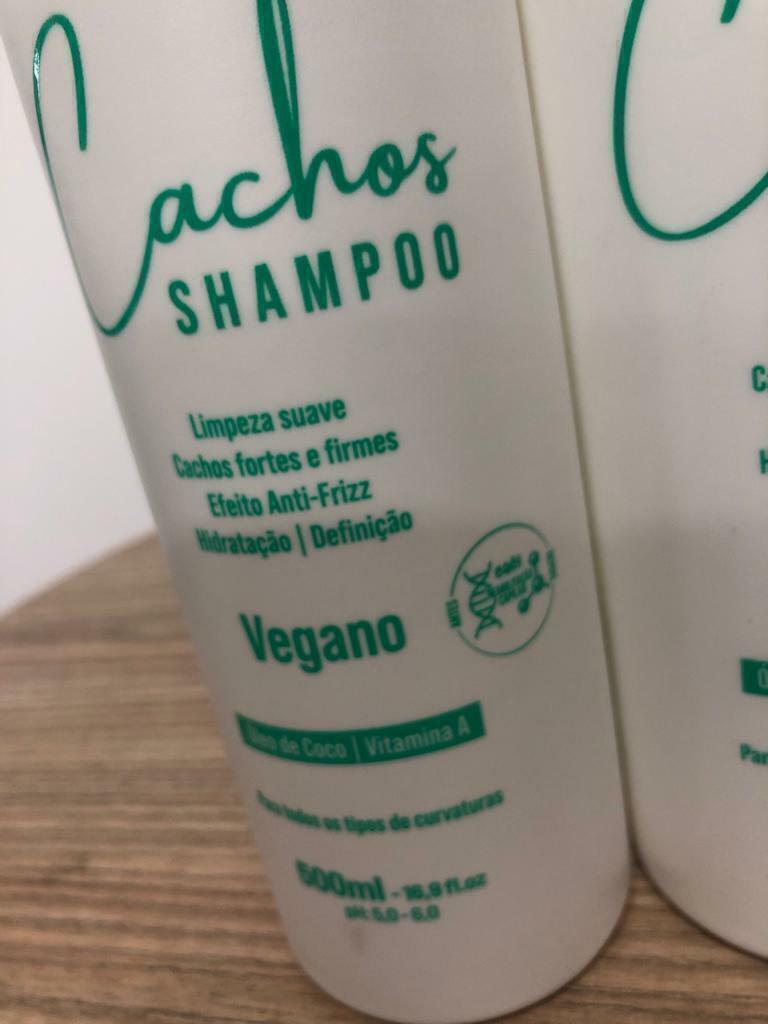 Cachos
SHAMPOO
Limpeza suave
Cachos fortes e firmes
Efeito Anti-Frizz
Hidratação | Definição
Vegano
Óleo de Coco | Vitamina A
Para todos os tipos de curvaturas
500ml - 16.9 fl.oz
pH: 5,0 - 6,0
Par